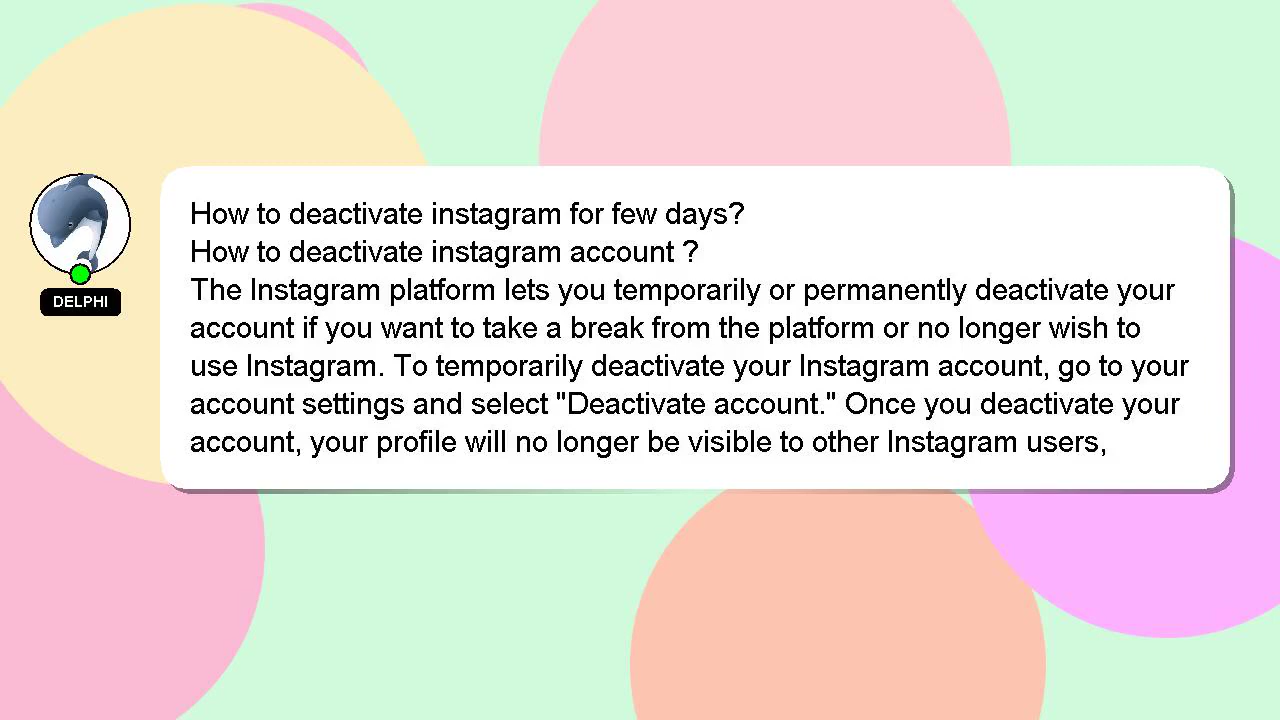 How to deactivate instagram for few days?
How to deactivate instagram account ?
The Instagram platform lets you temporarily or permanently deactivate your
account if you want to take a break from the platform or no longer wish to
use Instagram. To temporarily deactivate your Instagram account, go to your
account settings and select "Deactivate account." Once you deactivate your
account, your profile will no longer be visible to other Instagram users,
DELPHI